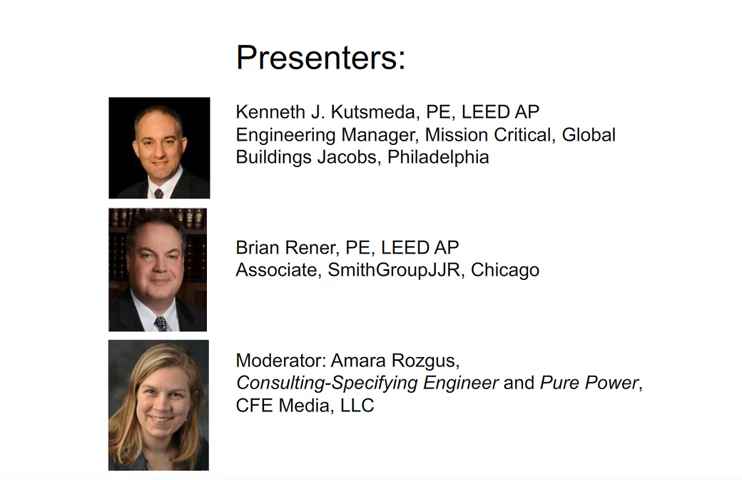 Presenters:
Kenneth J. Kutsmeda, PE, LEED AP
Engineering Manager, Mission Critical, Global
Buildings Jacobs, Philadelphia
Brian Rener, PE, LEED AP
Associate, SmithGroupJJR, Chicago
Moderator: Amara Rozgus,
Consulting-Specifying Engineer and Pure Power,
CFE Media, LLC